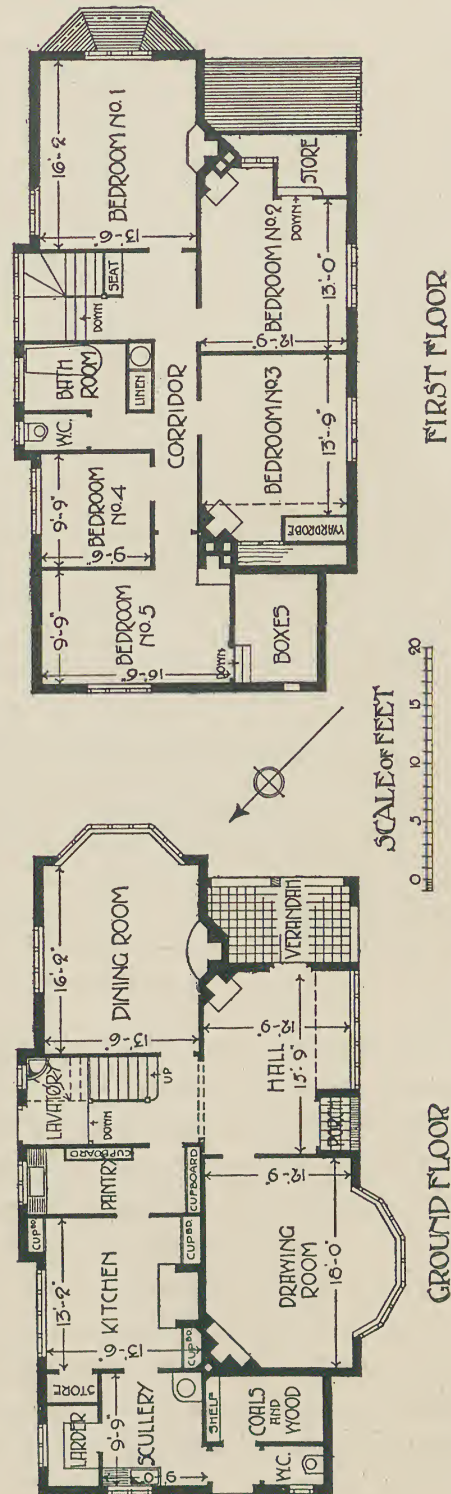 BEDROOM NO. 1
16'-2"
13'-6"
SEAT
DOWN
BATH
ROOM
LINEN
W.C.
CORRIDOR
BEDROOM
NO. 4
9'-9"
9'-6"
BEDROOM
NO. 5
9'-9"
16'-6"
DOWN
BOXES
BEDROOM NO. 2
DOWN
STORE
13'-0"
12'-9"
BEDROOM NO. 3
13'-9"
WARDROBE
FIRST FLOOR
SCALE OF FEET
0 5 10 15 20
DINING ROOM
16'-2"
13'-6"
LAVATORY
UP
DOWN
PANTRY
CUPBOARD
CUPBOARD
CUPBD.
KITCHEN
13'-2"
13'-6"
CUPBD.
CUPBD.
STORE
LARDER
SCULLERY
9'-9"
SHELF
COALS
AND
WOOD
W.C.
VERANDAH
HALL
15'-9"
12'-9"
PORCH
DRAWING
ROOM
12'-9"
18'-0"
GROUND FLOOR